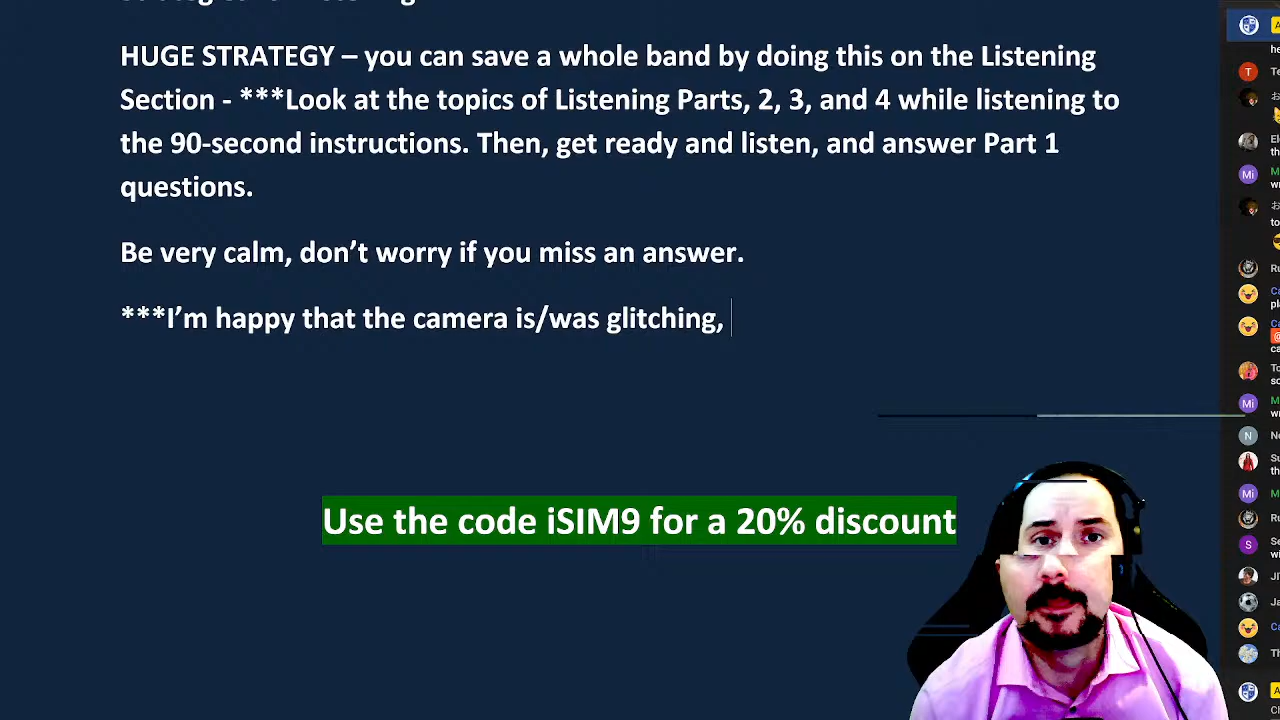 HUGE STRATEGY – you can save a whole band by doing this on the Listening
Section - ***Look at the topics of Listening Parts, 2, 3, and 4 while listening to
the 90-second instructions. Then, get ready and listen, and answer Part 1
questions.
Be very calm, don’t worry if you miss an answer.
***I’m happy that the camera is/was glitching,
Use the code iSIM9 for a 20% discount